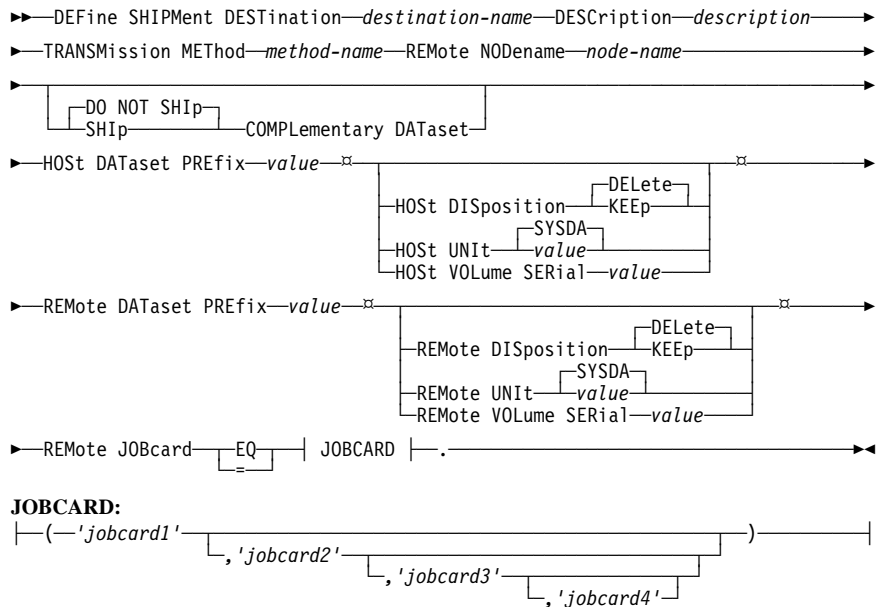 DEFine SHIPMent DESTination destination-name DESCription description
TRANSMission METhod method-name REMote NODename node-name
DO NOT SHIp
SHIp COMPLementary DATaset
HOSt DATaset PREfix value ¤ ¤
DELete
HOSt DISposition KEEp
SYSDA
HOSt UNIt value
HOSt VOLume SERial value
REMote DATaset PREfix value ¤ ¤
DELete
REMote DISposition KEEp
SYSDA
REMote UNIt value
REMote VOLume SERial value
REMote JOBcard EQ JOBCARD .
=
JOBCARD:
( 'jobcard1' )
,'jobcard2'
,'jobcard3'
,'jobcard4'